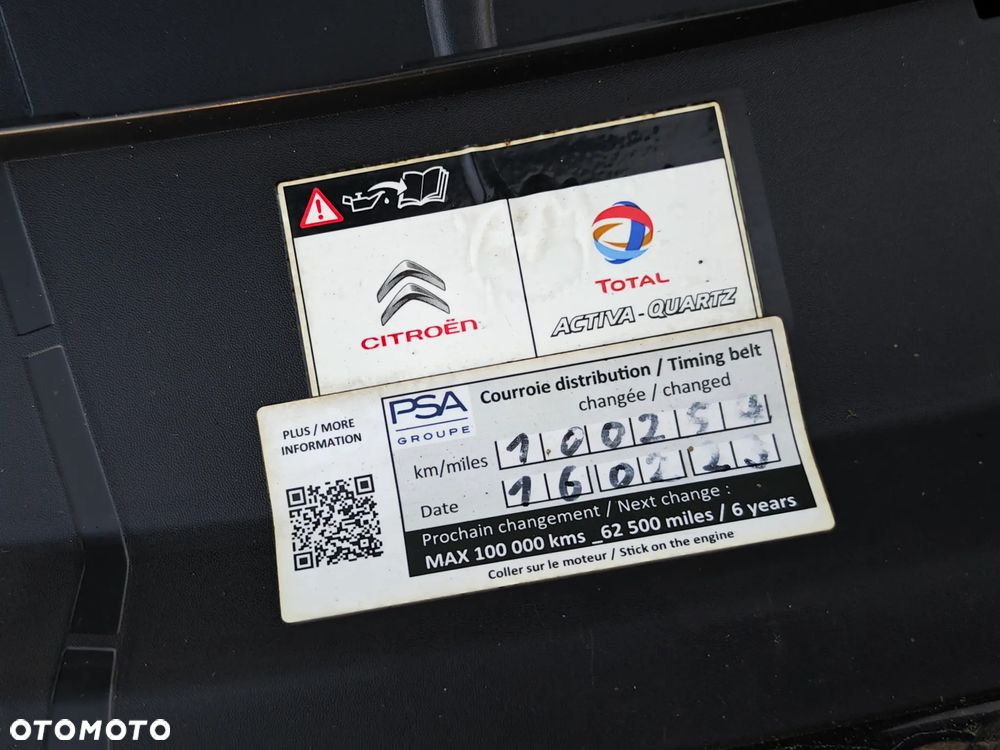 CITROËN
TOTAL
ACTIVA - QUARTZ
PLUS / MORE
INFORMATION
PSA
GROUPE
Courroie distribution / Timing belt
changée / changed
km/miles 100254
Date 160223
Prochain changement / Next change :
MAX 100 000 kms _62 500 miles / 6 years
Coller sur le moteur / Stick on the engine
OTOMOTO